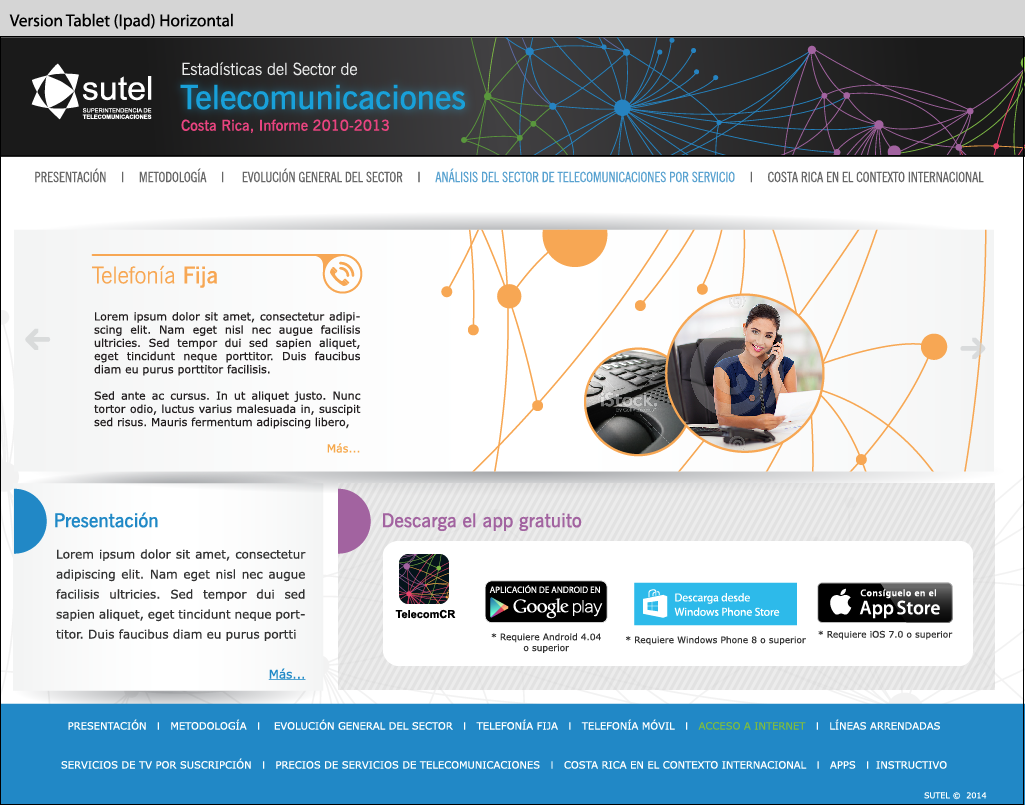 Version Tablet (Ipad) Horizontal
sutel
SUPERINTENDENCIA DE
TELECOMUNICACIONES
Estadísticas del Sector de
Telecomunicaciones
Costa Rica, Informe 2010-2013
PRESENTACIÓN | METODOLOGÍA | EVOLUCIÓN GENERAL DEL SECTOR | ANÁLISIS DEL SECTOR DE TELECOMUNICACIONES POR SERVICIO | COSTA RICA EN EL CONTEXTO INTERNACIONAL
Telefonía Fija
Lorem ipsum dolor sit amet, consectetur adipi-
scing elit. Nam eget nisl nec augue facilisis
ultricies. Sed tempor dui sed sapien aliquet,
eget tincidunt neque porttitor. Duis faucibus
diam eu purus porttitor facilisis.
Sed ante ac cursus. In ut aliquet justo. Nunc
tortor odio, luctus varius malesuada in, suscipit
sed risus. Mauris fermentum adipiscing libero,
Más...
iStock.
Presentación
Lorem ipsum dolor sit amet, consectetur
adipiscing elit. Nam eget nisl nec augue
facilisis ultricies. Sed tempor dui sed
sapien aliquet, eget tincidunt neque port-
titor. Duis faucibus diam eu purus portti
Más...
Descarga el app gratuito
TelecomCR
APLICACIÓN DE ANDROID EN
Google play
* Requiere Android 4.04
o superior
Descarga desde
Windows Phone Store
* Requiere Windows Phone 8 o superior
Consíguelo en el
App Store
* Requiere iOS 7.0 o superior
PRESENTACIÓN | METODOLOGÍA | EVOLUCIÓN GENERAL DEL SECTOR | TELEFONÍA FIJA | TELEFONÍA MÓVIL | ACCESO A INTERNET | LÍNEAS ARRENDADAS
SERVICIOS DE TV POR SUSCRIPCIÓN | PRECIOS DE SERVICIOS DE TELECOMUNICACIONES | COSTA RICA EN EL CONTEXTO INTERNACIONAL | APPS | INSTRUCTIVO
SUTEL © 2014